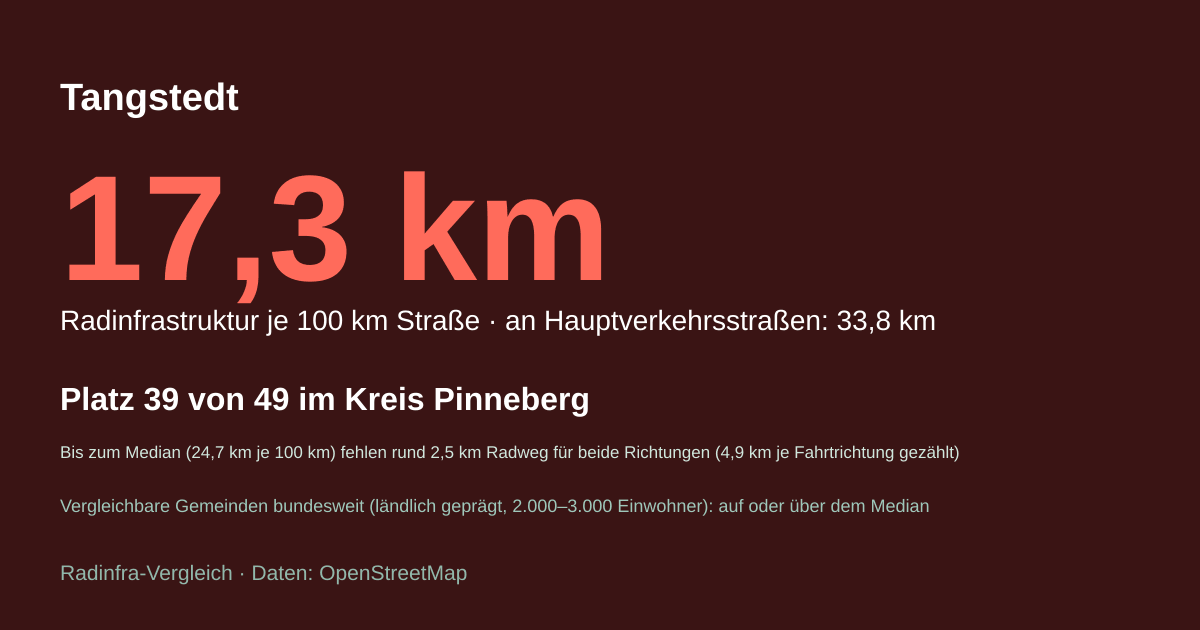 Tangstedt
17,3 km
Radinfrastruktur je 100 km Straße · an Hauptverkehrsstraßen: 33,8 km
Platz 39 von 49 im Kreis Pinneberg
Bis zum Median (24,7 km je 100 km) fehlen rund 2,5 km Radweg für beide Richtungen (4,9 km je Fahrtrichtung gezählt)
Vergleichbare Gemeinden bundesweit (ländlich geprägt, 2.000–3.000 Einwohner): auf oder über dem Median
Radinfra-Vergleich · Daten: OpenStreetMap